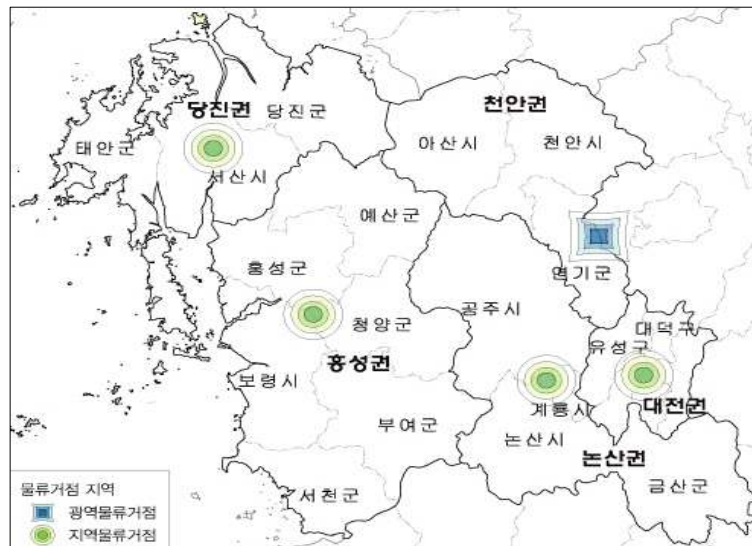 당진권
당진군
천안권
태안군
아산시
천안시
서산시
예산군
홍성군
연기군
공주시
청양군
대덕구
유성구
홍성권
보령시
계룡시
대전권
부여군
논산시
논산권
서천군
금산군
물류거점 지역
광역물류거점
지역물류거점